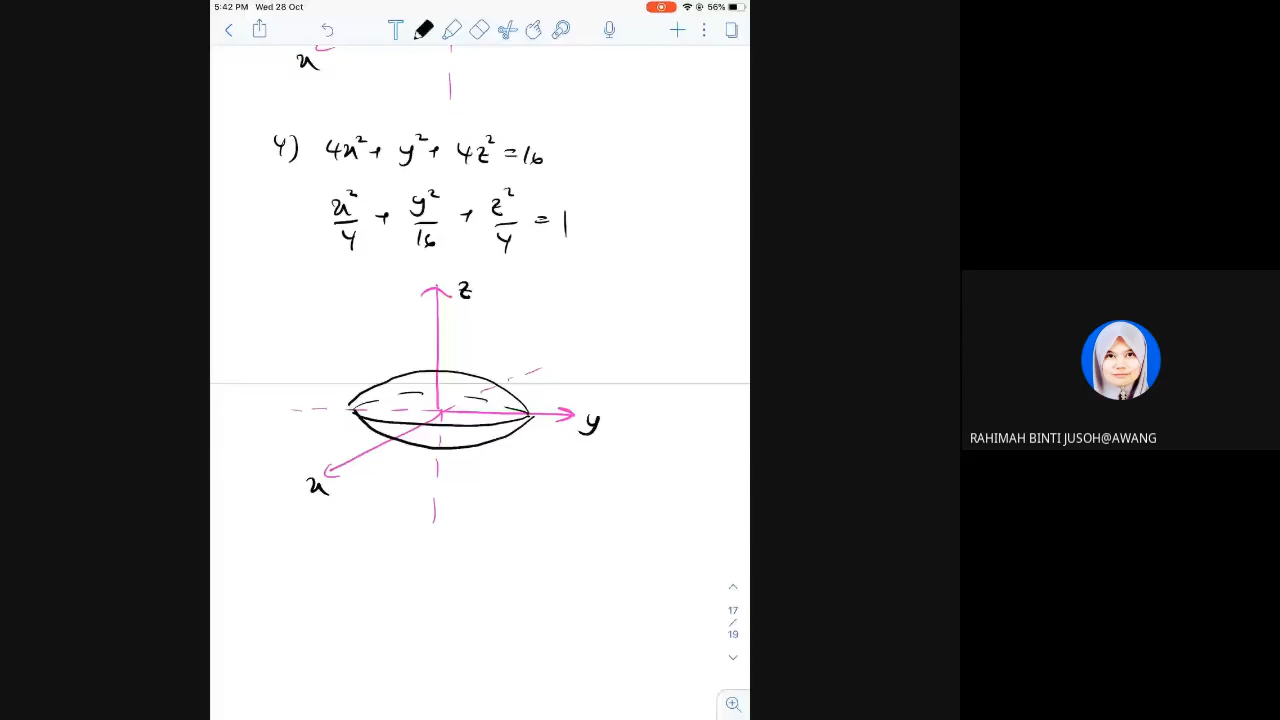 5:42 PM Wed 28 Oct 56%
T
x
4) 4x² + y² + 4z² = 16
x²/4 + y²/16 + z²/4 = 1
z
y
x
17
/
19
RAHIMAH BINTI JUSOH@AWANG